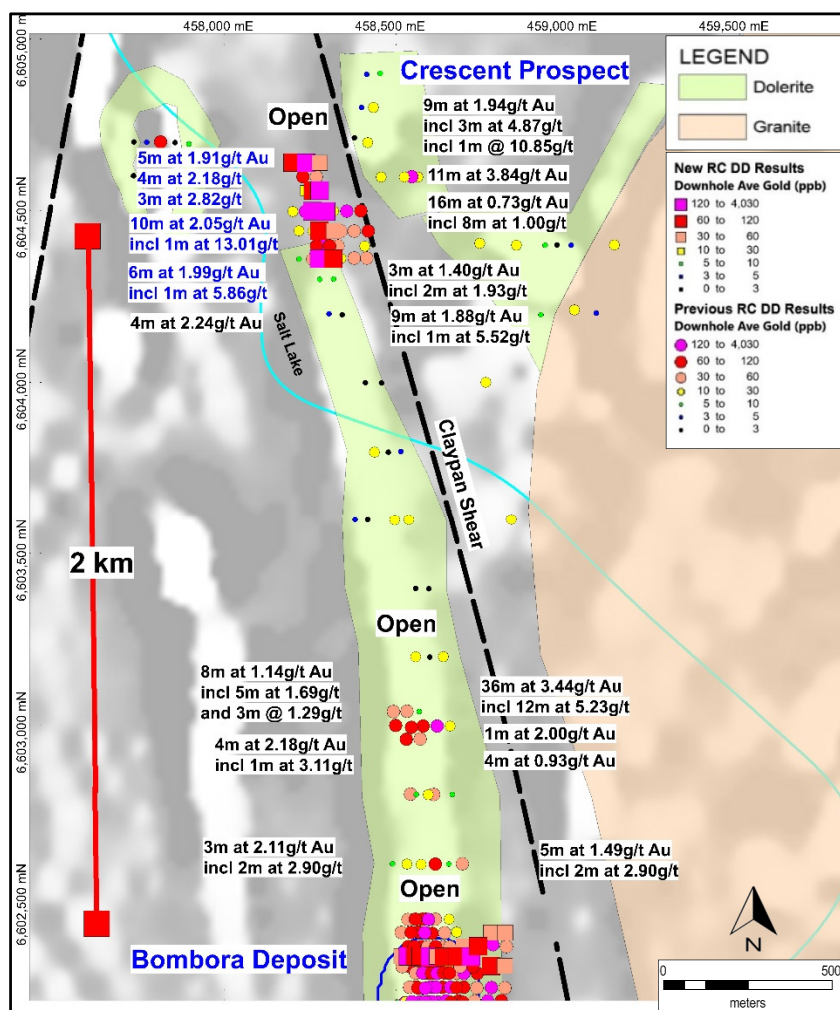 458,000 mE
458,500 mE
459,000 mE
459,500 mE
6,605,000 mN
6,604,500 mN
6,604,000 mN
6,603,500 mN
6,603,000 mN
6,602,500 mN
Crescent Prospect
Open
9m at 1.94g/t Au
incl 3m at 4.87g/t
incl 1m @ 10.85g/t
11m at 3.84g/t Au
16m at 0.73g/t Au
incl 8m at 1.00g/t
5m at 1.91g/t Au
4m at 2.18g/t
3m at 2.82g/t
10m at 2.05g/t Au
incl 1m at 13.01g/t
6m at 1.99g/t Au
incl 1m at 5.86g/t
4m at 2.24g/t Au
3m at 1.40g/t Au
incl 2m at 1.93g/t
9m at 1.88g/t Au
incl 1m at 5.52g/t
Salt Lake
Claypan Shear
2 km
Open
8m at 1.14g/t Au
incl 5m at 1.69g/t
and 3m @ 1.29g/t
4m at 2.18g/t Au
incl 1m at 3.11g/t
36m at 3.44g/t Au
incl 12m at 5.23g/t
1m at 2.00g/t Au
4m at 0.93g/t Au
3m at 2.11g/t Au
incl 2m at 2.90g/t
5m at 1.49g/t Au
incl 2m at 2.90g/t
Open
Bombora Deposit
LEGEND
Dolerite
Granite
New RC DD Results
Downhole Ave Gold (ppb)
120 to 4,030
60 to 120
30 to 60
10 to 30
5 to 10
3 to 5
0 to 3
Previous RC DD Results
Downhole Ave Gold (ppb)
120 to 4,030
60 to 120
30 to 60
10 to 30
5 to 10
3 to 5
0 to 3
N
0 500
meters